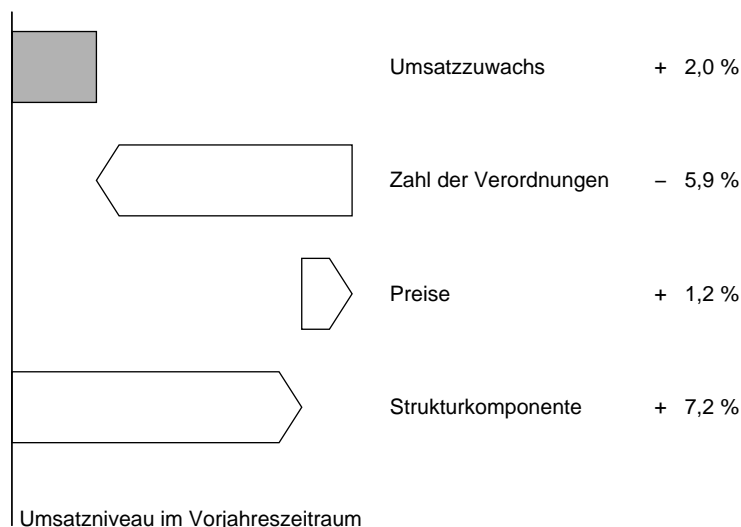 Umsatzzuwachs + 2,0 %
Zahl der Verordnungen – 5,9 %
Preise + 1,2 %
Strukturkomponente + 7,2 %
Umsatzniveau im Vorjahreszeitraum